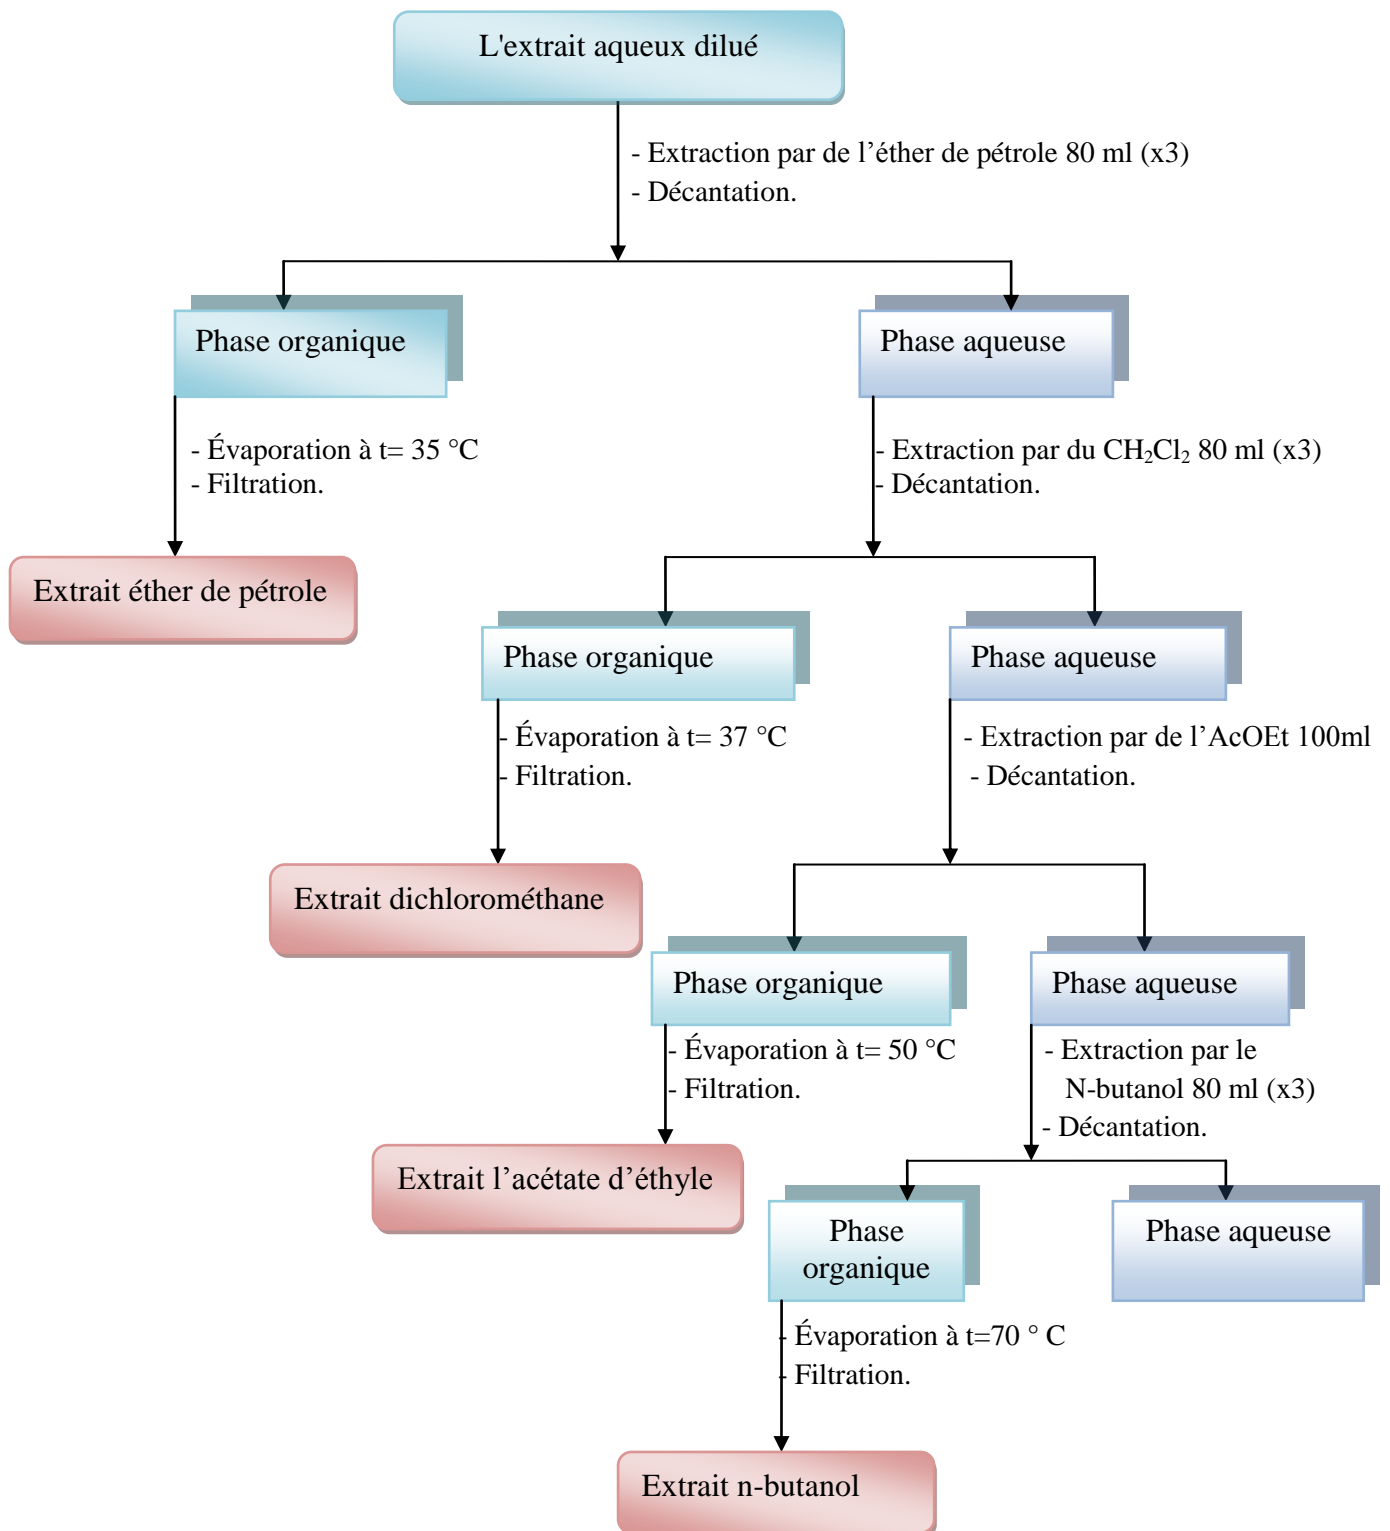 L'extrait aqueux dilué
- Extraction par de l’éther de pétrole 80 ml (x3)
- Décantation.
Phase organique
Phase aqueuse
- Évaporation à t= 35 °C
- Filtration.
- Extraction par du CH₂Cl₂ 80 ml (x3)
- Décantation.
Extrait éther de pétrole
Phase organique
Phase aqueuse
- Évaporation à t= 37 °C
- Filtration.
- Extraction par de l’AcOEt 100ml
- Décantation.
Extrait dichlorométhane
Phase organique
Phase aqueuse
- Évaporation à t= 50 °C
- Filtration.
- Extraction par le
N-butanol 80 ml (x3)
- Décantation.
Extrait l’acétate d’éthyle
Phase
organique
Phase aqueuse
- Évaporation à t=70 ° C
- Filtration.
Extrait n-butanol